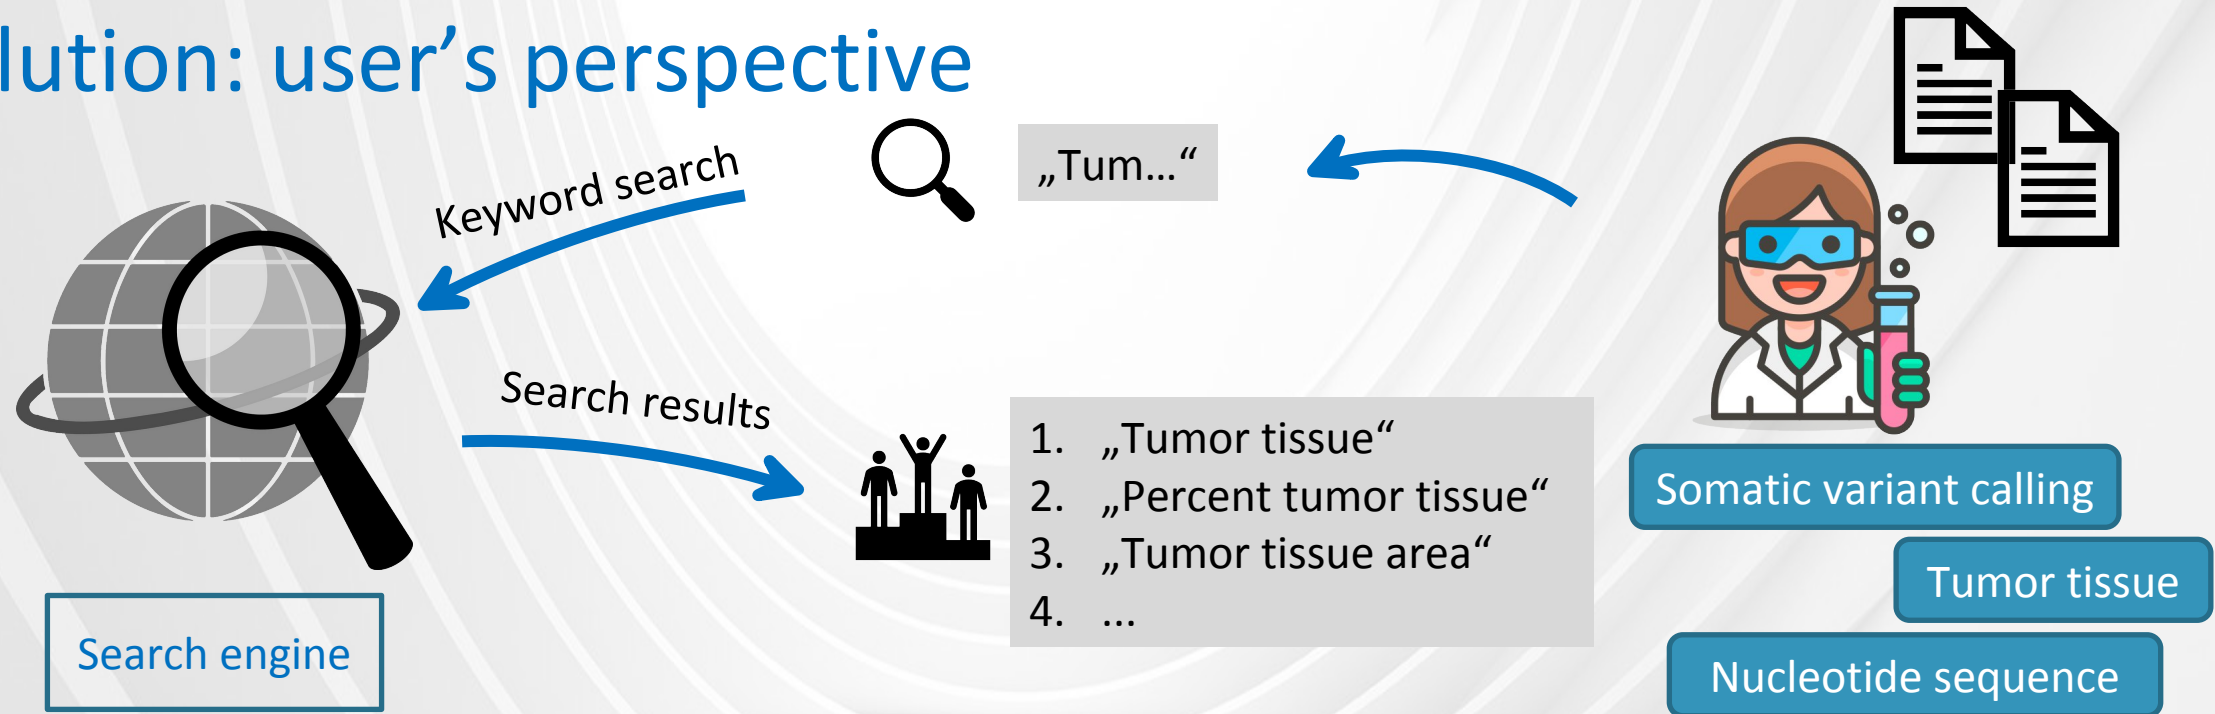 lution: user’s perspective
Keyword search
„Tum...“
Search results
1. „Tumor tissue“
2. „Percent tumor tissue“
3. „Tumor tissue area“
4. ...
Somatic variant calling
Tumor tissue
Nucleotide sequence
Search engine